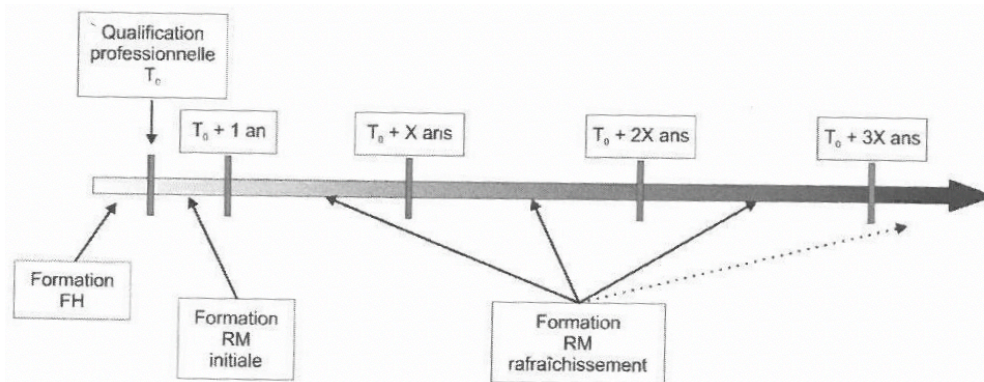 Qualification
professionnelle
T₀
T₀ + 1 an
T₀ + X ans
T₀ + 2X ans
T₀ + 3X ans
Formation
FH
Formation
RM
initiale
Formation
RM
rafraîchissement